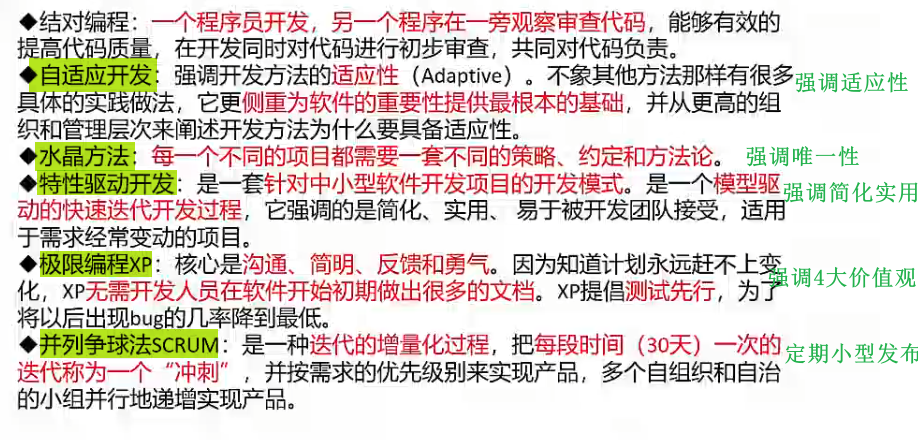 ◆结对编程：一个程序员开发，另一个程序在一旁观察审查代码，能够有效的
提高代码质量，在开发同时对代码进行初步审查，共同对代码负责。
◆自适应开发：强调开发方法的适应性（Adaptive）。不象其他方法那样有很多
强调适应性
具体的实践做法，它更侧重为软件的重要性提供最根本的基础，并从更高的组
织和管理层次来阐述开发方法为什么要具备适应性。
◆水晶方法：每一个不同的项目都需要一套不同的策略、约定和方法论。
强调唯一性
◆特性驱动开发：是一套针对中小型软件开发项目的开发模式。是一个模型驱
强调简化实用
动的快速迭代开发过程，它强调的是简化、实用、 易于被开发团队接受，适用
于需求经常变动的项目。
◆极限编程XP：核心是沟通、简明、反馈和勇气。因为知道计划永远赶不上变
强调4大价值观
化，XP无需开发人员在软件开始初期做出很多的文档。XP提倡测试先行，为了
将以后出现bug的几率降到最低。
◆并列争球法SCRUM：是一种迭代的增量化过程，把每段时间（30天）一次的
定期小型发布
迭代称为一个“冲刺”，并按需求的优先级别来实现产品，多个自组织和自治
的小组并行地递增实现产品。